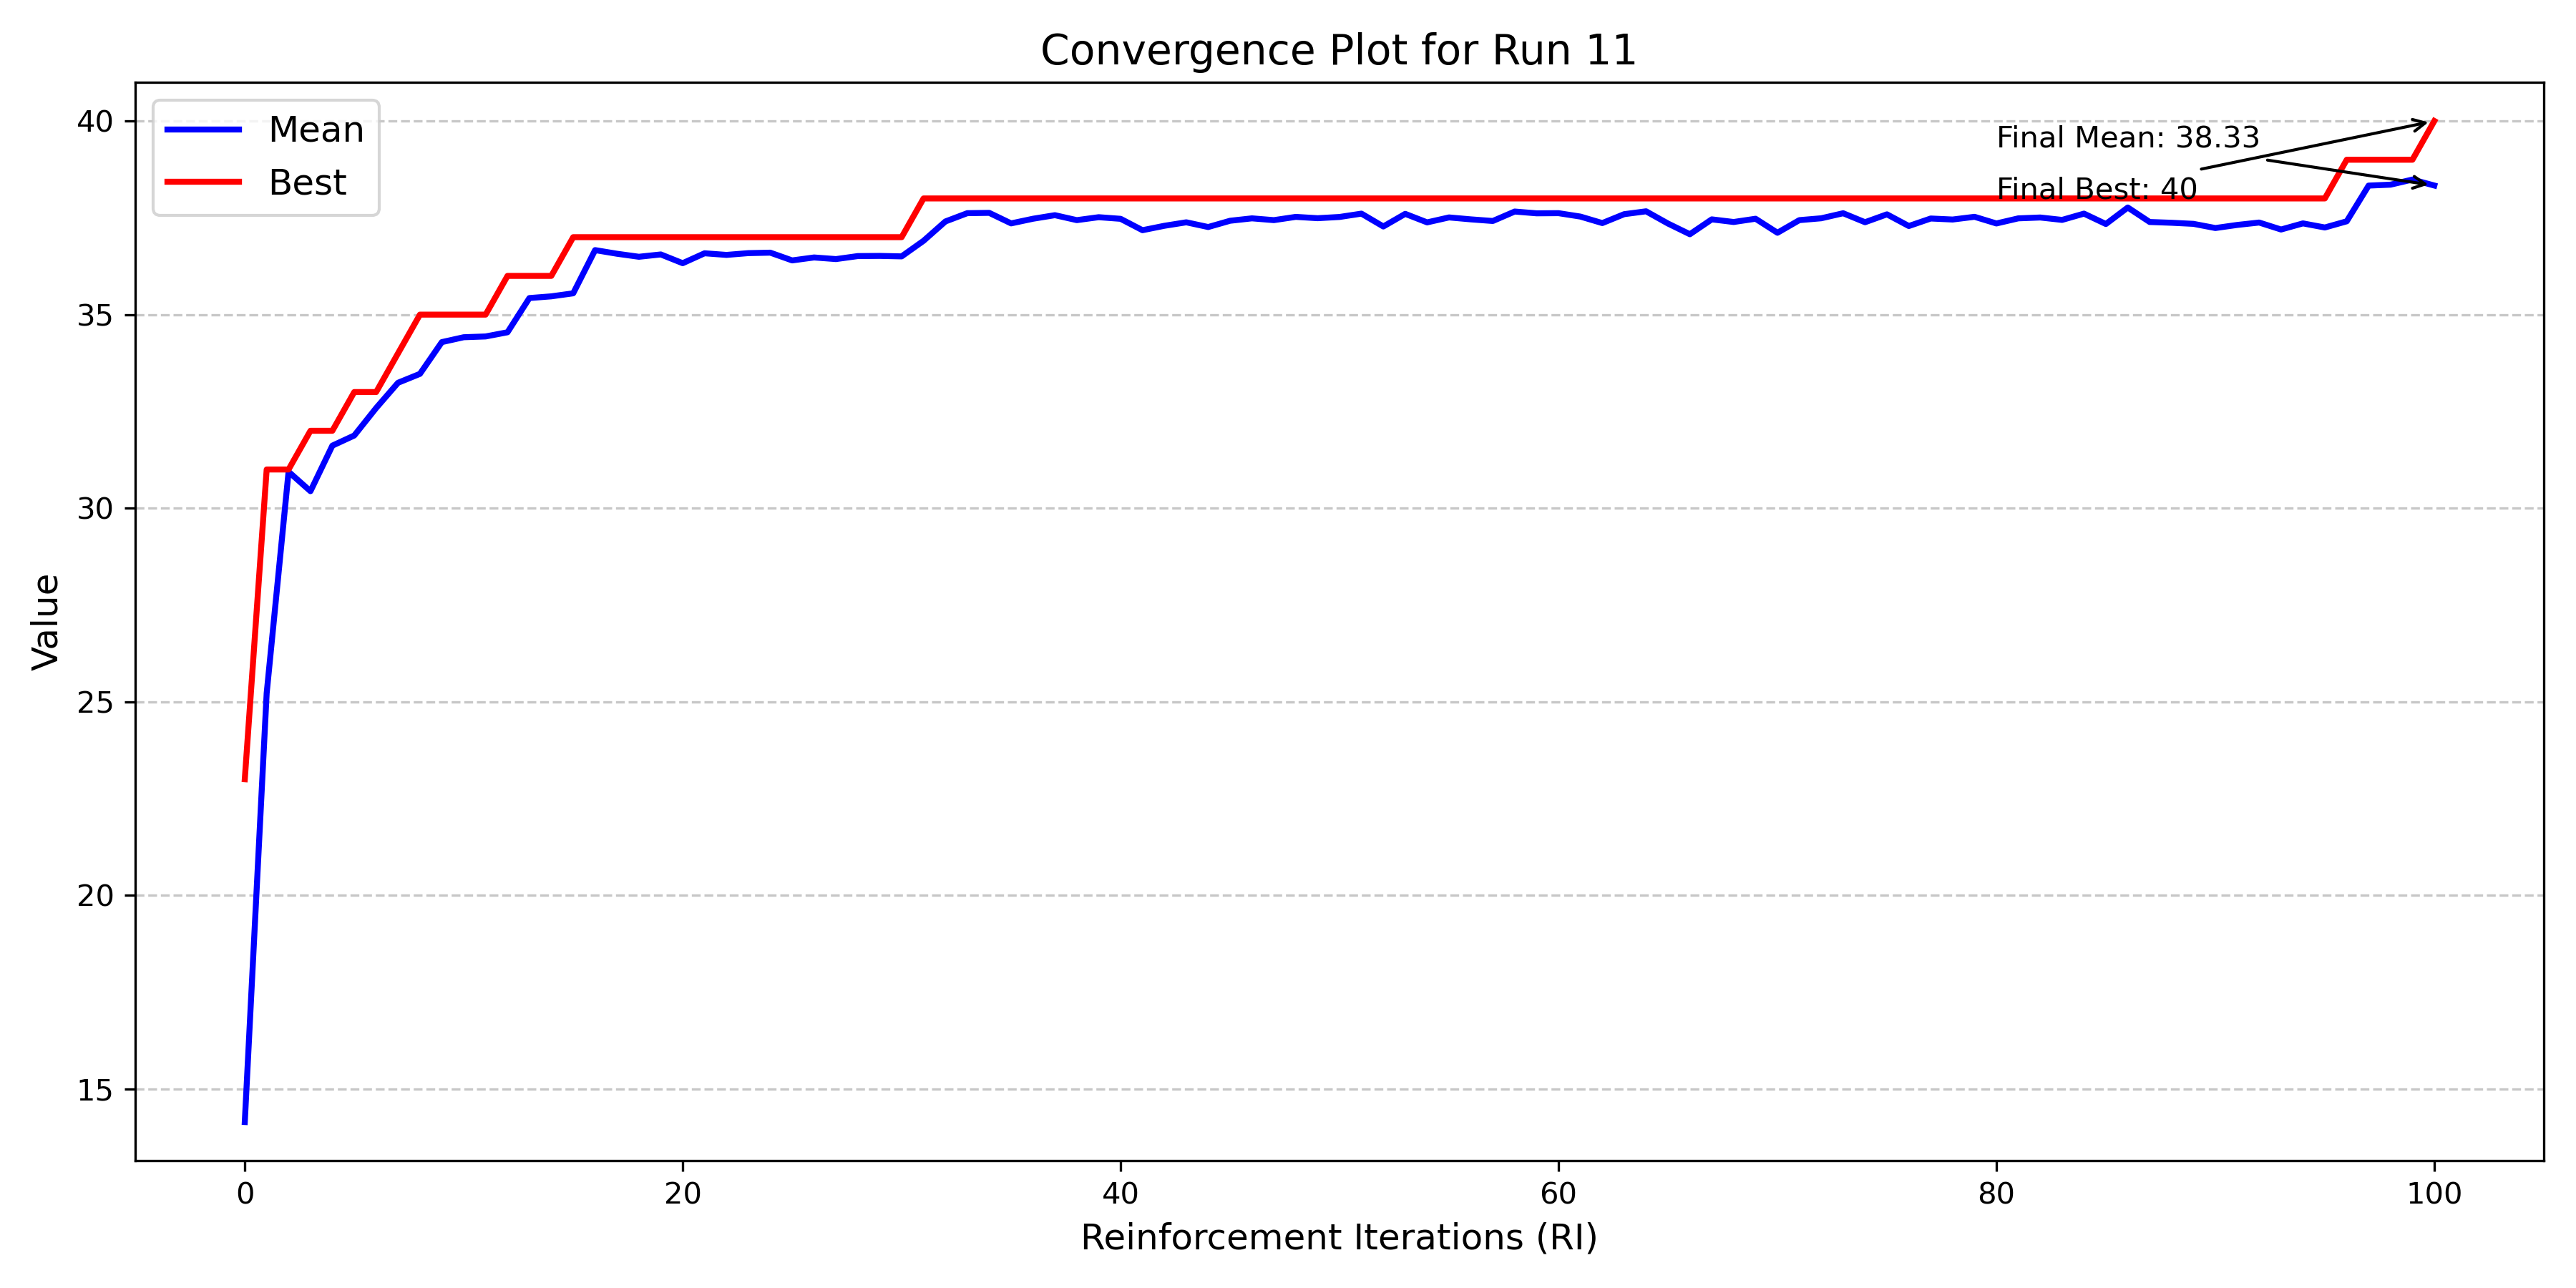 Convergence Plot for Run 11
Mean
Best
Final Mean: 38.33
Final Best: 40
40
35
30
25
20
15
Value
0
20
40
60
80
100
Reinforcement Iterations (RI)